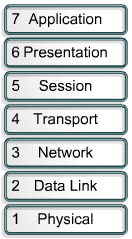 7 Application
6 Presentation
5 Session
4 Transport
3 Network
2 Data Link
1 Physical